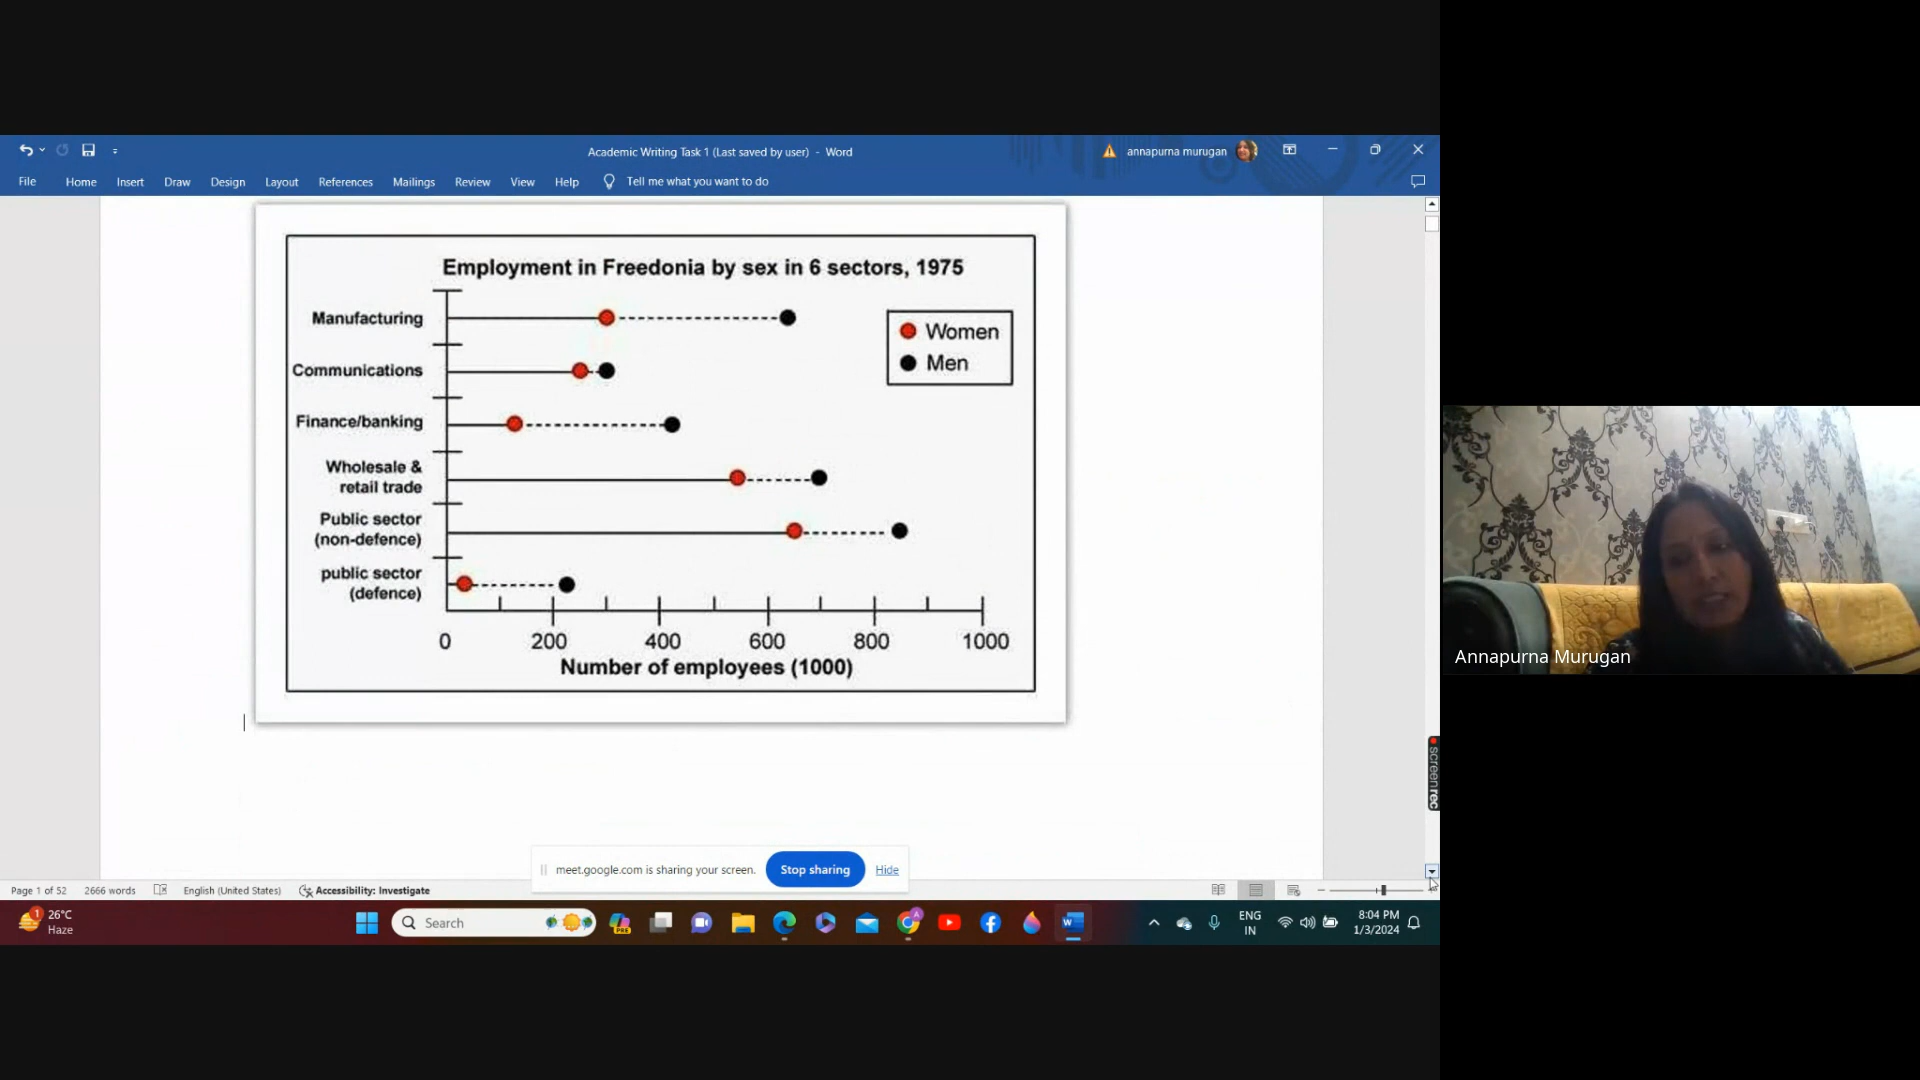 Academic Writing Task 1 (Last saved by user) - Word
annapurna murugan
File Home Insert Draw Design Layout References Mailings Review View Help Tell me what you want to do
Employment in Freedonia by sex in 6 sectors, 1975
Manufacturing
Women
Men
Communications
Finance/banking
Wholesale &
retail trade
Public sector
(non-defence)
public sector
(defence)
0 200 400 600 800 1000
Number of employees (1000)
Annapurna Murugan
screenrec
meet.google.com is sharing your screen. Stop sharing Hide
Page 1 of 52 2666 words English (United States) Accessibility: Investigate
1
26°C
Haze
Search
PRE
A
W
ENG
IN
8:04 PM
1/3/2024